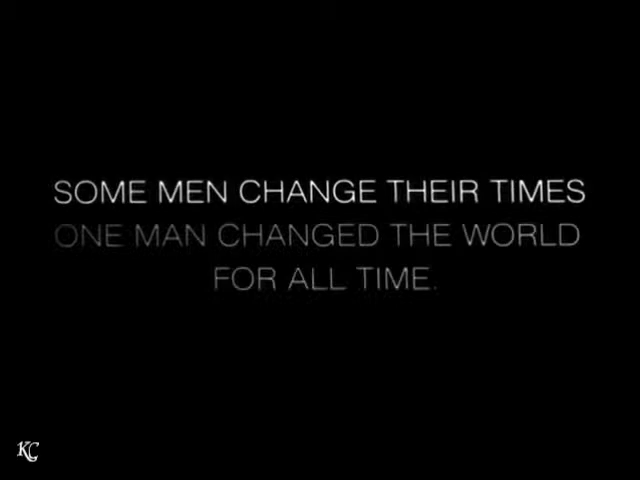 SOME MEN CHANGE THEIR TIMES
ONE MAN CHANGED THE WORLD
FOR ALL TIME.
KC